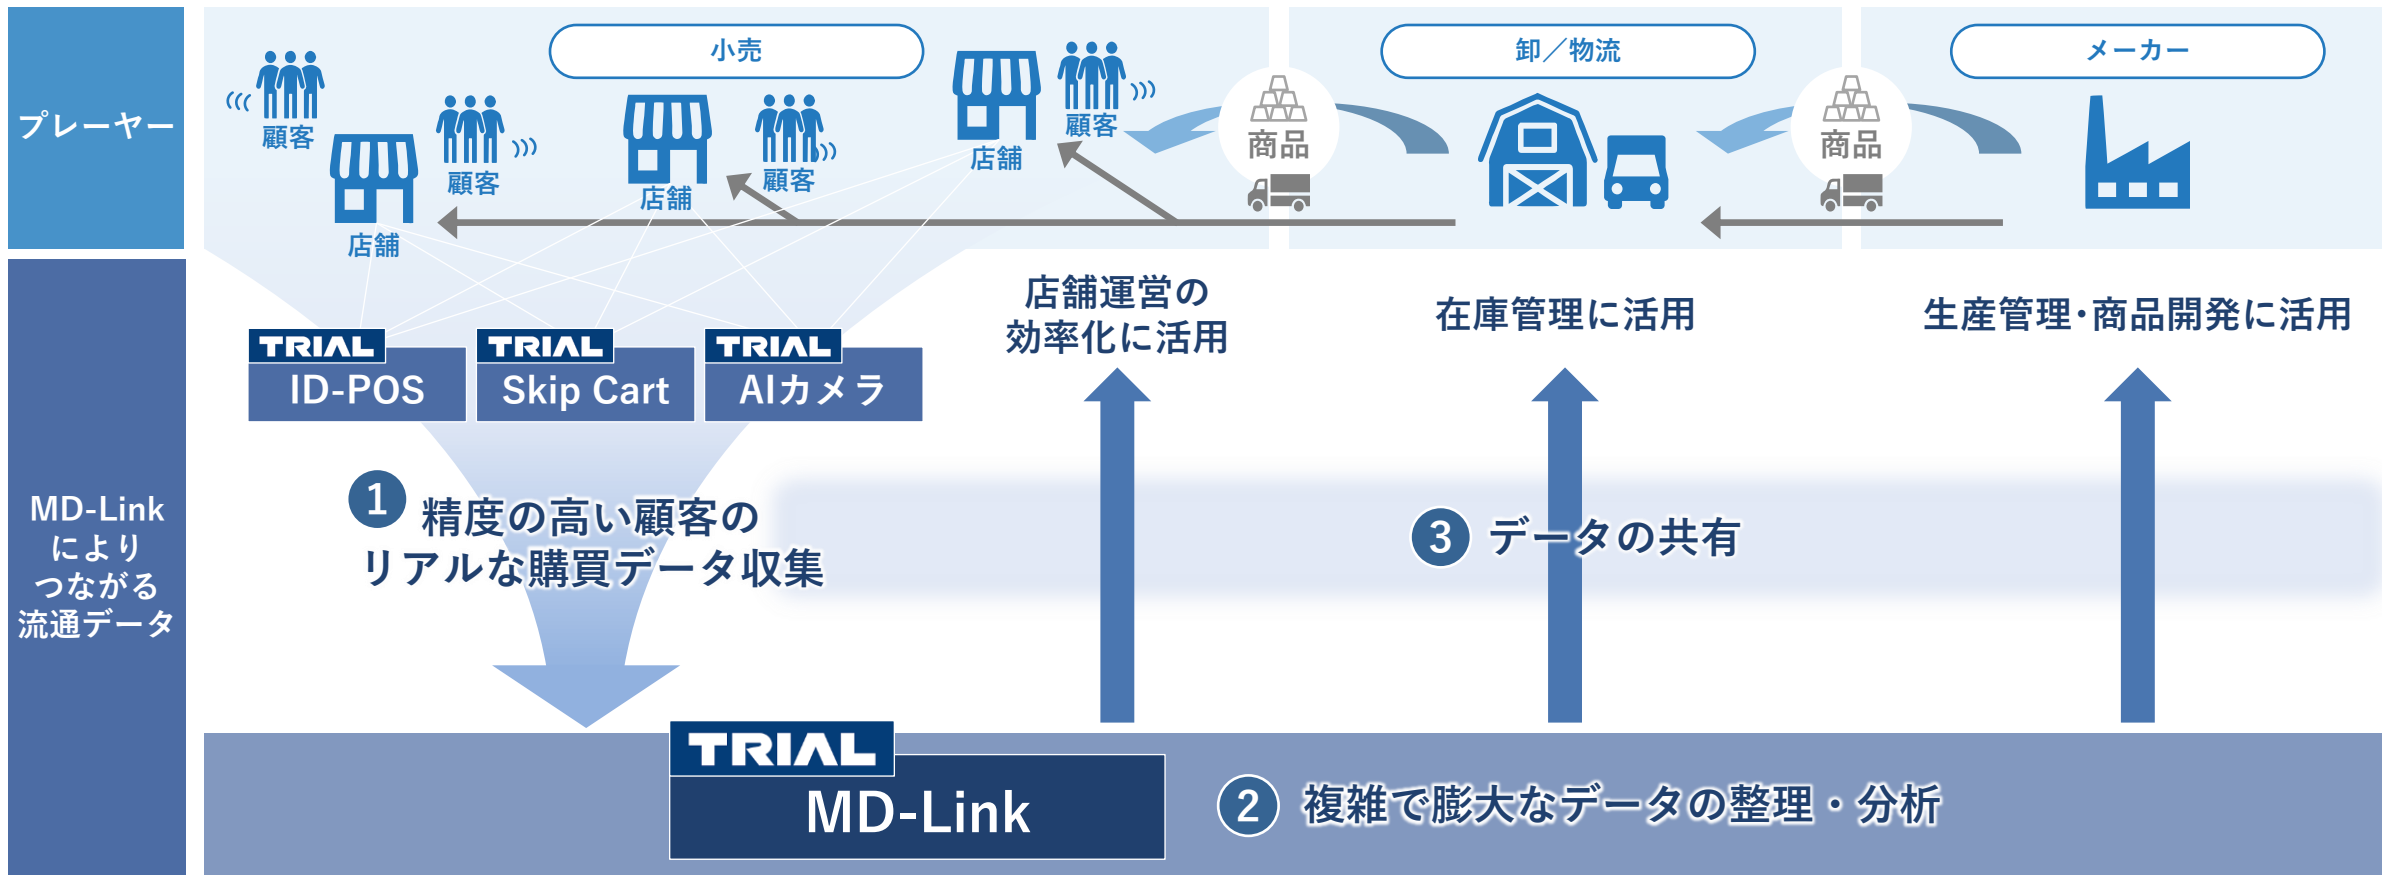 プレーヤー
小売
卸／物流
メーカー
顧客
店舗
顧客
店舗
顧客
店舗
顧客
商品
商品
MD-Link
により
つながる
流通データ
TRIAL
ID-POS
TRIAL
Skip Cart
TRIAL
AIカメラ
店舗運営の
効率化に活用
在庫管理に活用
生産管理・商品開発に活用
1 精度の高い顧客の
リアルな購買データ収集
3 データの共有
TRIAL
MD-Link
2 複雑で膨大なデータの整理・分析